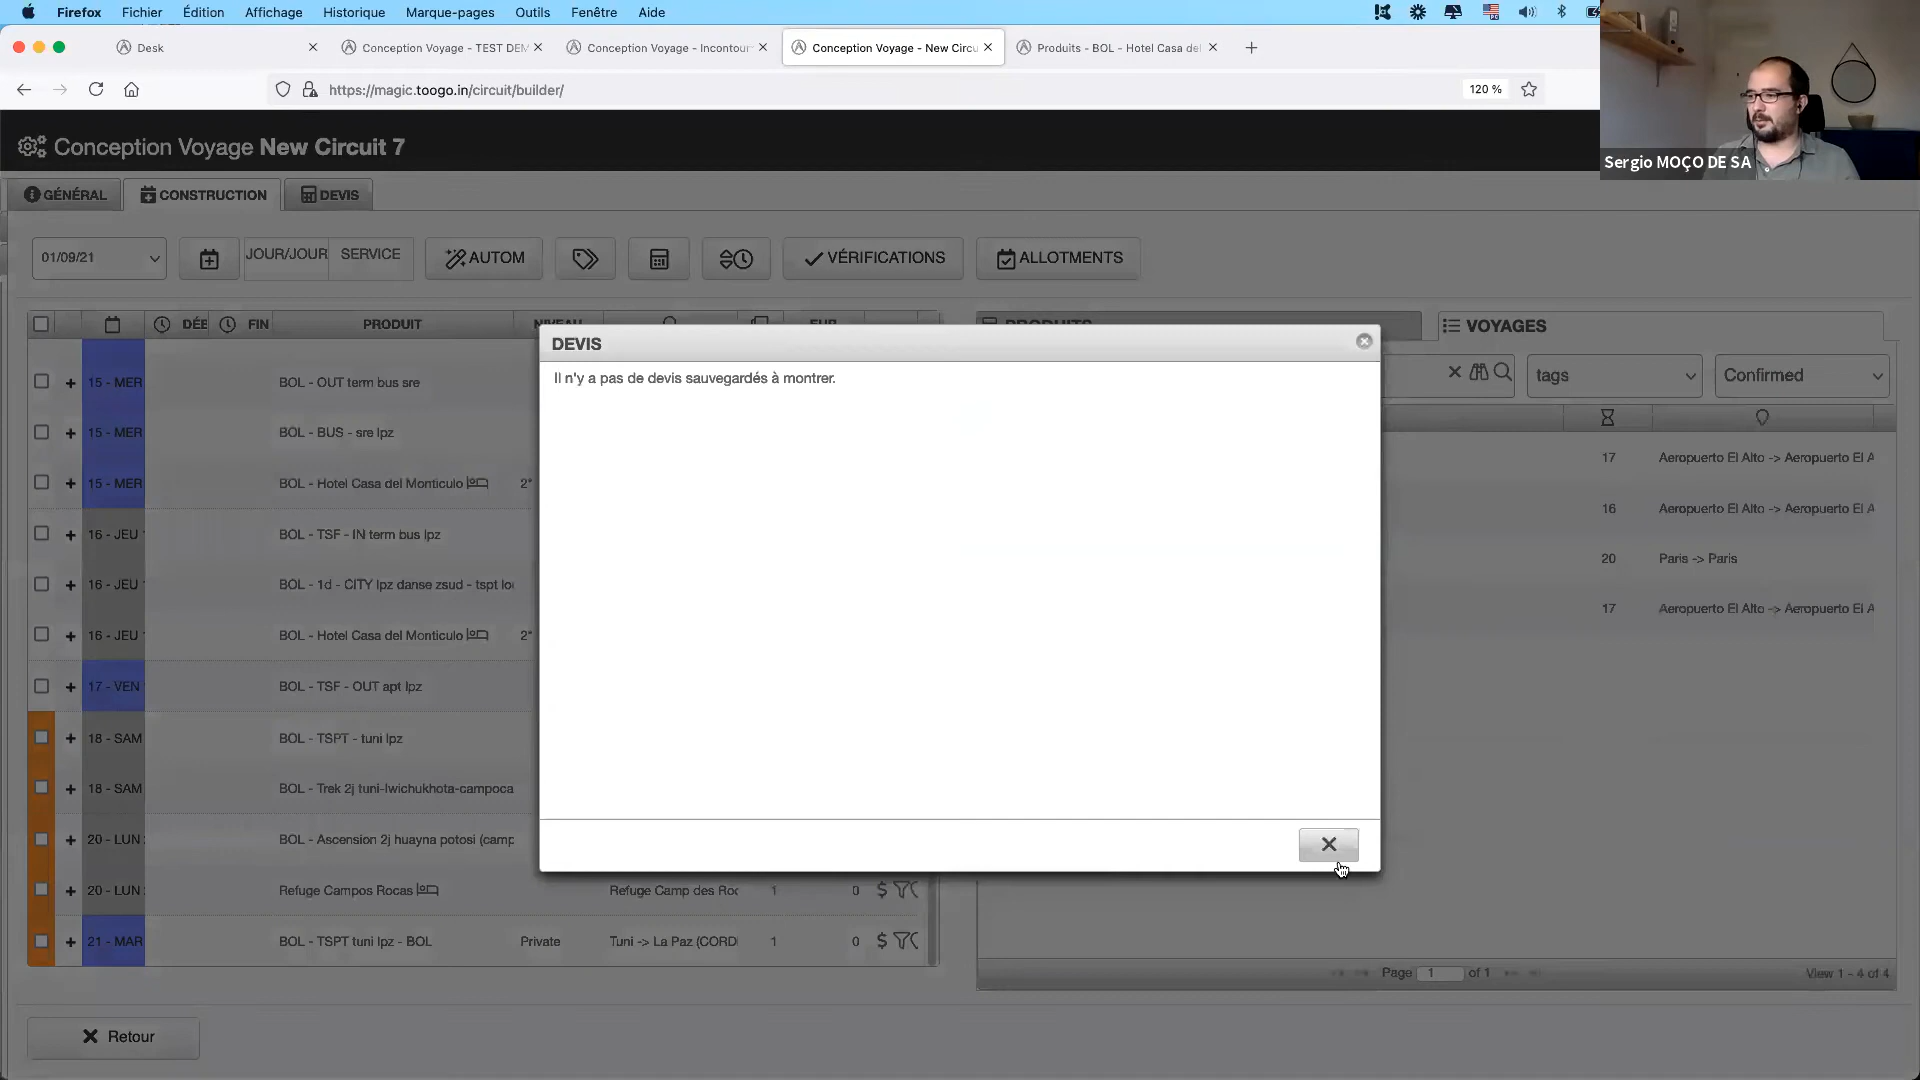 Firefox Fichier Édition Affichage Historique Marque-pages Outils Fenêtre Aide
Desk
Conception Voyage - TEST DEM
Conception Voyage - Incontour
Conception Voyage - New Circu
Produits - BOL - Hotel Casa del
https://magic.toogo.in/circuit/builder/
120 %
Sergio MOÇO DE SA
Conception Voyage New Circuit 7
GÉNÉRAL CONSTRUCTION DEVIS
01/09/21 JOUR/JOUR SERVICE AUTOM VÉRIFICATIONS ALLOTMENTS
FIN PRODUIT
VOYAGES
tags Confirmed
DEVIS
Il n'y a pas de devis sauvegardés à montrer.
15 - MER BOL - OUT term bus sre
15 - MER BOL - BUS - sre lpz
15 - MER BOL - Hotel Casa del Monticulo 2*
16 - JEU BOL - TSF - IN term bus lpz
16 - JEU BOL - 1d - CITY lpz danse zsud - tspt lo
16 - JEU BOL - Hotel Casa del Monticulo 2*
17 - VEN BOL - TSF - OUT apt lpz
18 - SAM BOL - TSPT - tuni lpz
18 - SAM BOL - Trek 2j tuni-lwichukhota-campoca
20 - LUN BOL - Ascension 2j huayna potosi (camp
20 - LUN Refuge Campos Rocas Refuge Camp des Roc 1 0 $
21 - MAR BOL - TSPT tuni lpz - BOL Private Tuni -> La Paz (CORD 1 0 $
17 Aeropuerto El Alto -> Aeropuerto El A
16 Aeropuerto El Alto -> Aeropuerto El A
20 Paris -> Paris
17 Aeropuerto El Alto -> Aeropuerto El A
Page 1 of 1 View 1 - 4 of 4
Retour